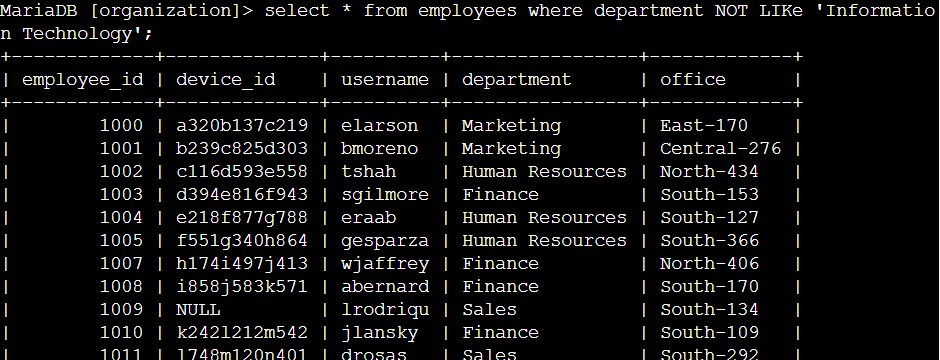 MariaDB [organization]> select * from employees where department NOT LIKe 'Informatio
n Technology';
+-------------+--------------+----------+-----------------+-------------+
| employee_id | device_id    | username | department      | office      |
+-------------+--------------+----------+-----------------+-------------+
|        1000 | a320b137c219 | elarson  | Marketing       | East-170    |
|        1001 | b239c825d303 | bmoreno  | Marketing       | Central-276 |
|        1002 | c116d593e558 | tshah    | Human Resources | North-434   |
|        1003 | d394e816f943 | sgilmore | Finance         | South-153   |
|        1004 | e218f877g788 | eraab    | Human Resources | South-127   |
|        1005 | f551g340h864 | gesparza | Human Resources | South-366   |
|        1007 | h174i497j413 | wjaffrey | Finance         | North-406   |
|        1008 | i858j583k571 | abernard | Finance         | South-170   |
|        1009 | NULL         | lrodriqu | Sales           | South-134   |
|        1010 | k242l212m542 | jlansky  | Finance         | South-109   |
|        1011 | l748m120n401 | drosas   | Sales           | South-292   |